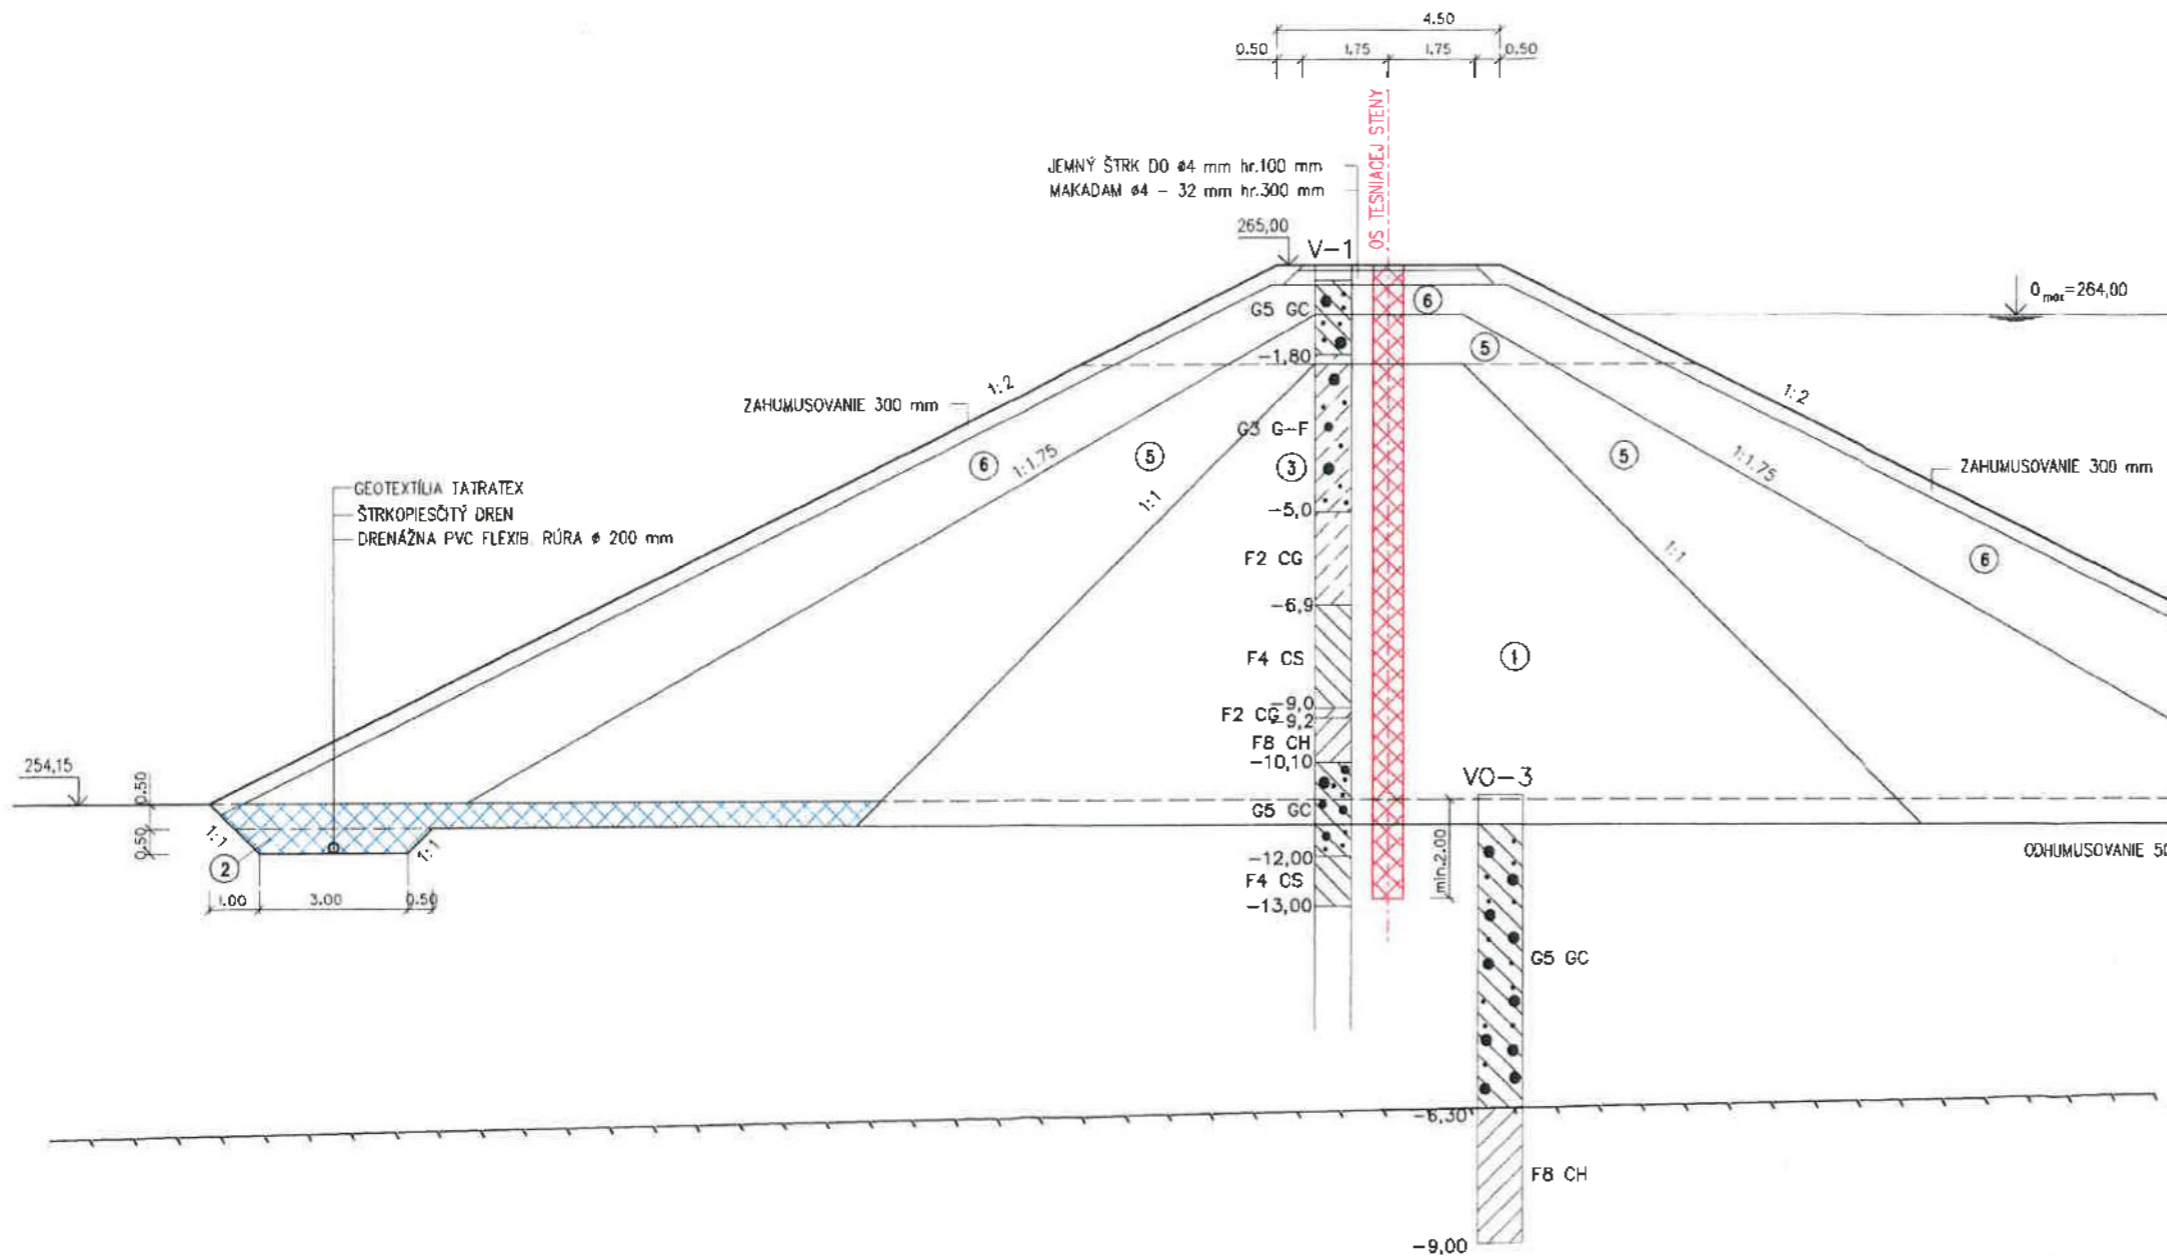 4.50
0.50 1.75 1.75 0.50
OS TESNIACEJ STENY
JEMNÝ ŠTRK DO ø4 mm hr.100 mm
MAKADAM ø4 – 32 mm hr.300 mm
265,00
V-1
Omax=264,00
6
G5 GC
5
-1,80
1:2
1:2
ZAHUMUSOVANIE 300 mm
G3 G-F
3
6
1:1.75
5
5
1:1.75
ZAHUMUSOVANIE 300 mm
GEOTEXTÍLIA TATRATEX
ŠTRKOPIESČITÝ DREN
DRENÁŽNA PVC FLEXIB. RÚRA ø 200 mm
1:1
-5,0
1:1
F2 CG
6
-6,9
F4 CS
1
-9,0
F2 CG
-9,2
F8 CH
-10,10
254,15
VO-3
0.50
G5 GC
0.50
1:1
1:1
2
min.2.00
ODHUMUSOVANIE 50
-12,00
F4 CS
1.00 3.00 0.50
-13,00
G5 GC
-6,30
F8 CH
-9,00